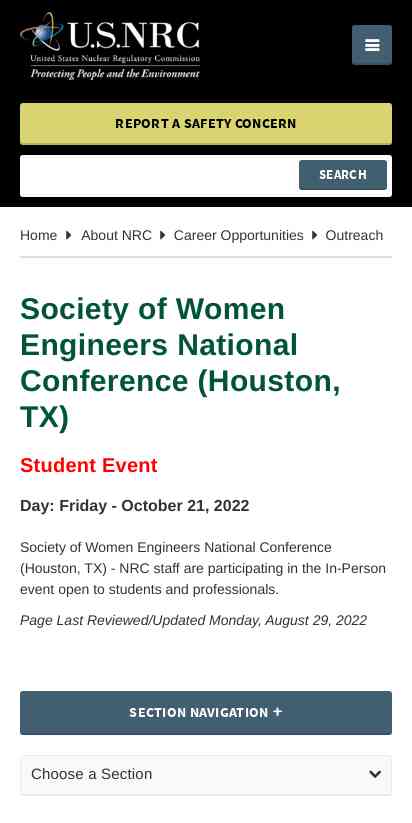 U.S.NRC
United States Nuclear Regulatory Commission
Protecting People and the Environment
REPORT A SAFETY CONCERN
SEARCH
Home About NRC Career Opportunities Outreach
Society of Women
Engineers National
Conference (Houston,
TX)
Student Event
Day: Friday - October 21, 2022
Society of Women Engineers National Conference
(Houston, TX) - NRC staff are participating in the In-Person
event open to students and professionals.
Page Last Reviewed/Updated Monday, August 29, 2022
SECTION NAVIGATION +
Choose a Section